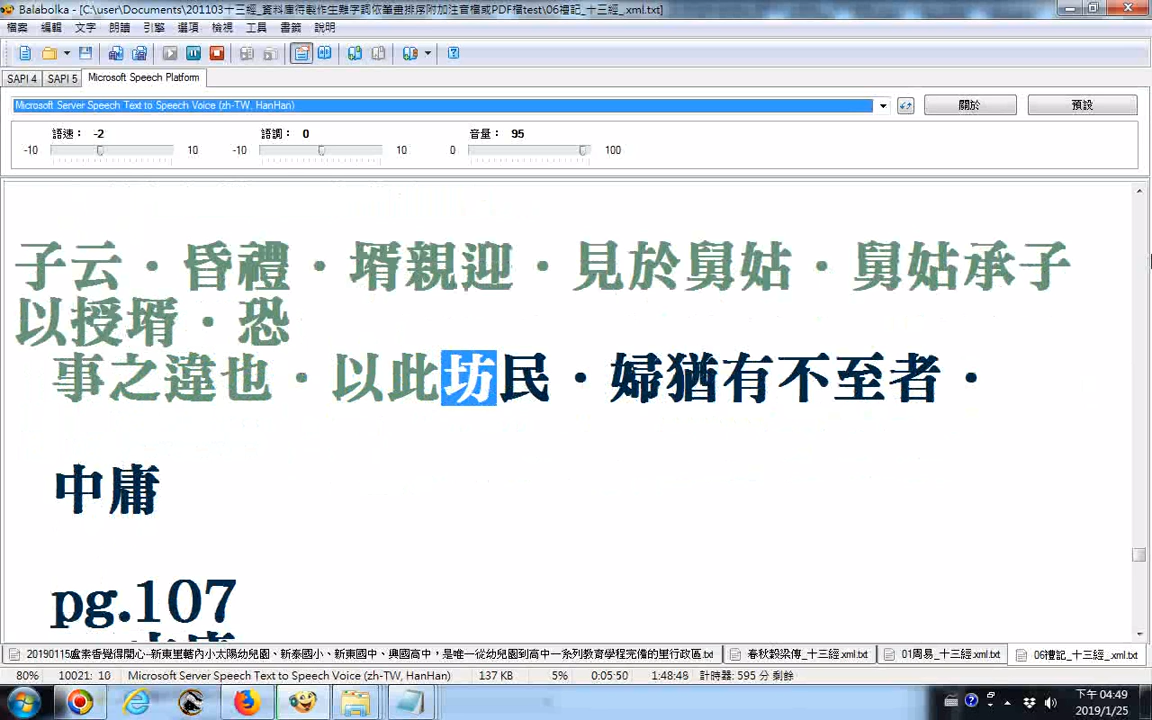 Balabolka - [C:\user\Documents\201103十三經_資料庫待製作生難字詞依筆畫排序附加注音檔或PDF檔test\06禮記_十三經_.xml.txt]
檔案 編輯 文字 朗讀 引擎 選項 檢視 工具 書籤 說明
SAPI 4 SAPI 5 Microsoft Speech Platform
Microsoft Server Speech Text to Speech Voice (zh-TW, HanHan) 關於 預設
語速： -2 語調： 0 音量： 95
-10 10 -10 10 0 100
子云．昏禮．壻親迎．見於舅姑．舅姑承子
以授壻．恐
事之違也．以此坊民．婦猶有不至者．
中庸
pg.107
20190115盧素香覺得開心--新東里轄內小太陽幼兒園、新泰國小、新東國中、興國高中，是唯一從幼兒園到高中一條列教育學程完備的里行政區.txt 春秋穀梁傳_十三經.txt 01周易_十三經.txt 06禮記_十三經_.xml.txt
80% 10021: 10 Microsoft Server Speech Text to Speech Voice (zh-TW, HanHan) 137 KB 5% 0:05:50 1:48:48 計時器: 595 分 剩餘
下午 04:49
2019/1/25